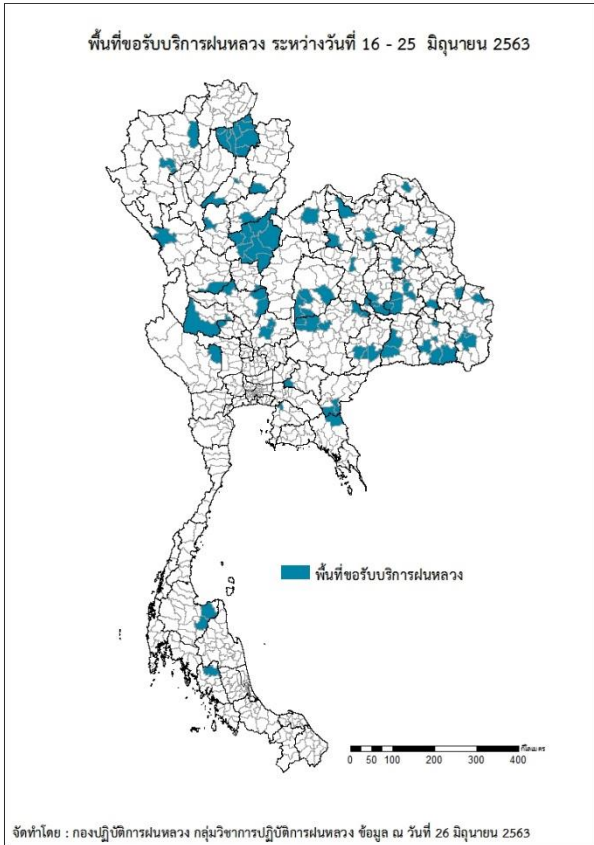 พื้นที่ขอรับบริการฝนหลวง ระหว่างวันที่ 16 - 25 มิถุนายน 2563
พื้นที่ขอรับบริการฝนหลวง
กิโลเมตร
0 50 100 200 300 400
จัดทำโดย : กองปฏิบัติการฝนหลวง กลุ่มวิชาการปฏิบัติการฝนหลวง ข้อมูล ณ วันที่ 26 มิถุนายน 2563